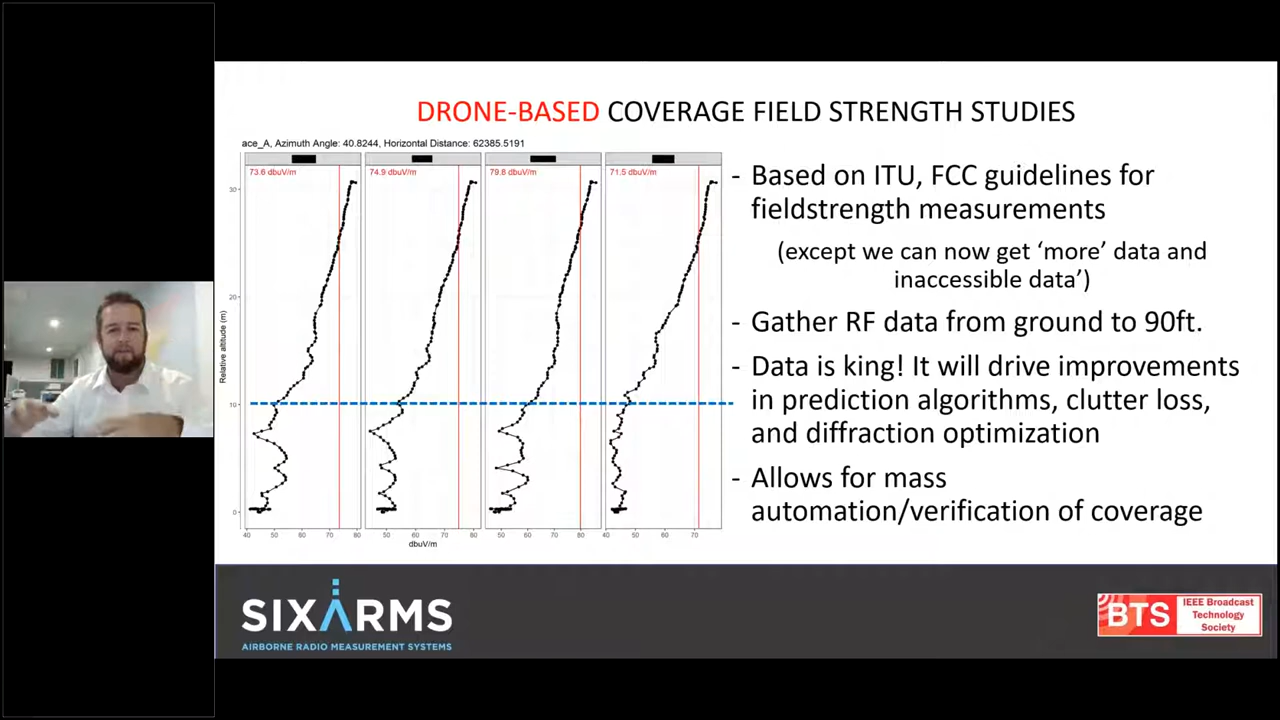 DRONE-BASED COVERAGE FIELD STRENGTH STUDIES
ace_A, Azimuth Angle: 40.8244, Horizontal Distance: 62385.5191
73.6 dbuV/m
74.9 dbuV/m
79.8 dbuV/m
71.5 dbuV/m
30
20
10
0
Relative altitude (m)
40 50 60 70 80
50 60 70 80
50 60 70 80 90
50 60 70
dbuV/m
- Based on ITU, FCC guidelines for
fieldstrength measurements
(except we can now get ‘more’ data and
inaccessible data’)
- Gather RF data from ground to 90ft.
- Data is king! It will drive improvements
in prediction algorithms, clutter loss,
and diffraction optimization
- Allows for mass
automation/verification of coverage
SIXARMS
AIRBORNE RADIO MEASUREMENT SYSTEMS
BTS
IEEE Broadcast
Technology
Society